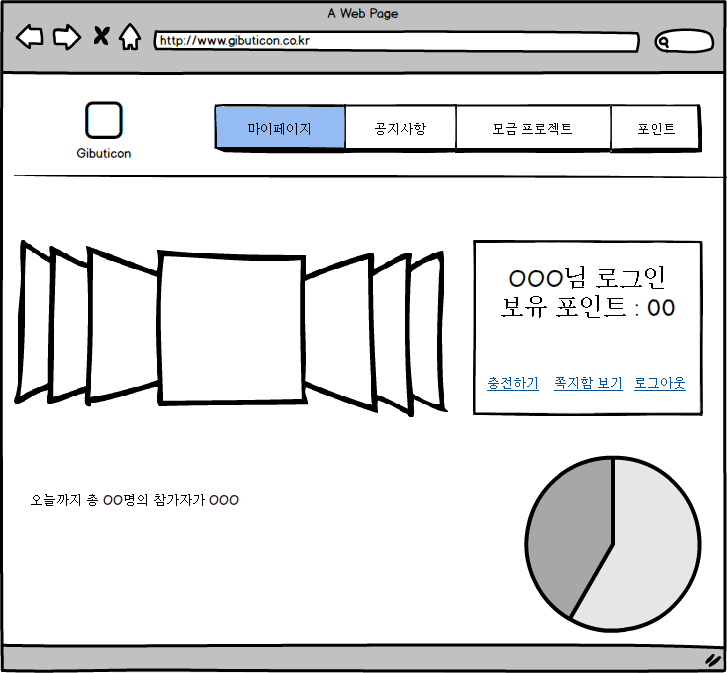 A Web Page
http://www.gibuticon.co.kr
Gibuticon
마이페이지 공지사항 모금 프로젝트 포인트
OOO님 로그인
보유 포인트 : 00
충전하기 쪽지함 보기 로그아웃
오늘까지 총 OO명의 참가자가 OOO